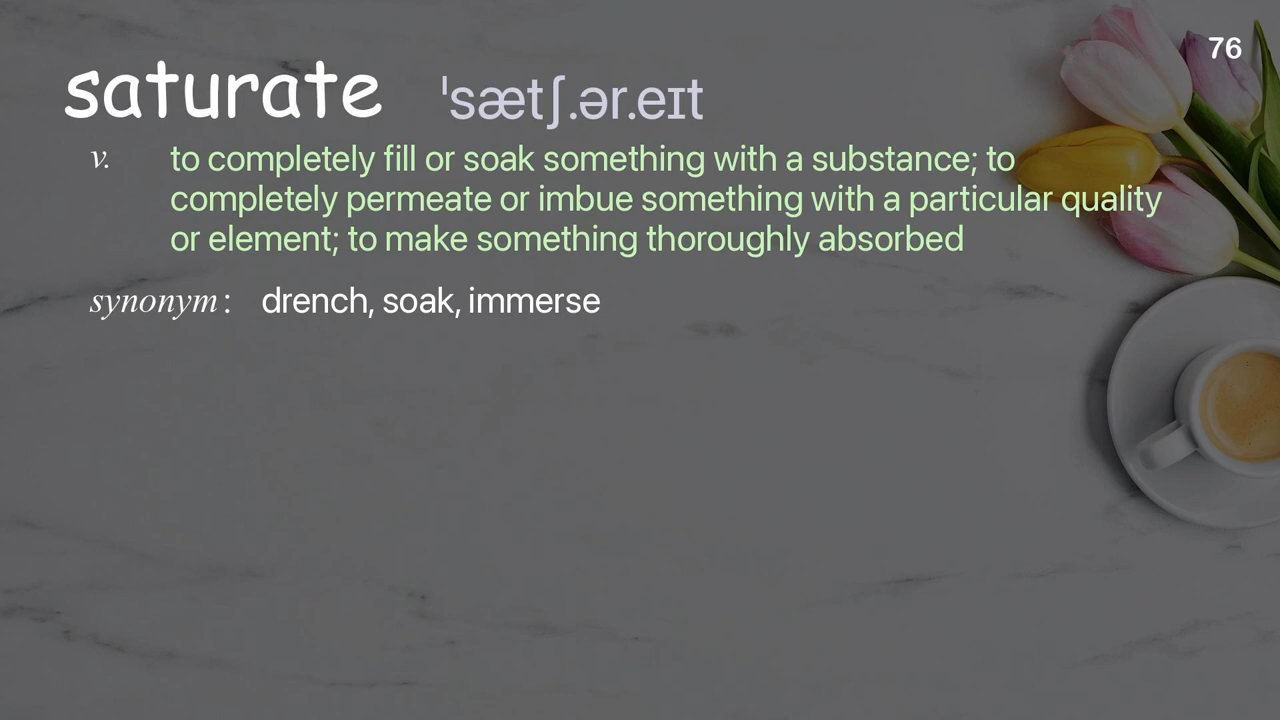 76
saturate ˈsætʃ.ər.eɪt
v. to completely fill or soak something with a substance; to
completely permeate or imbue something with a particular quality
or element; to make something thoroughly absorbed
synonym: drench, soak, immerse